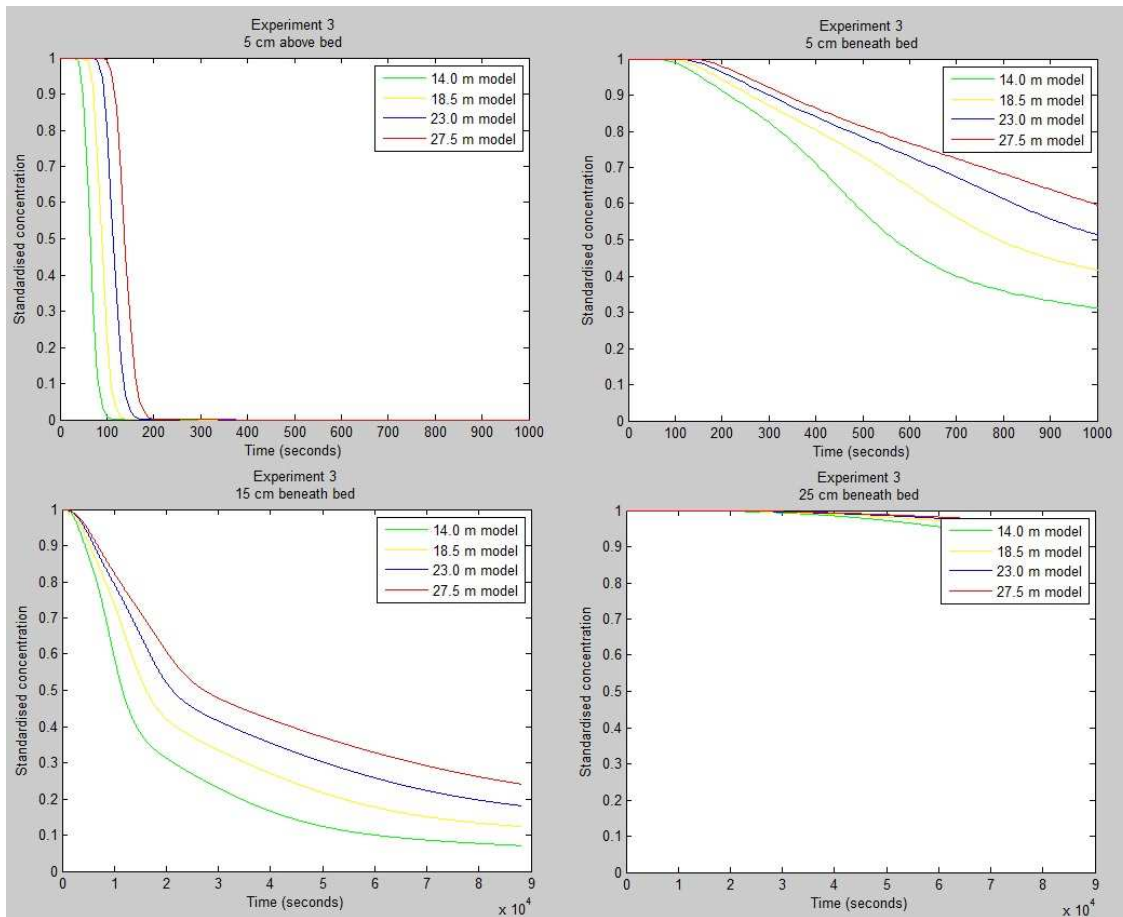 Experiment 3
5 cm above bed
1
0.9
0.8
0.7
0.6
0.5
0.4
0.3
0.2
0.1
0
Standardised concentration
0 100 200 300 400 500 600 700 800 900 1000
Time (seconds)
14.0 m model
18.5 m model
23.0 m model
27.5 m model
Experiment 3
5 cm beneath bed
1
0.9
0.8
0.7
0.6
0.5
0.4
0.3
0.2
0.1
0
Standardised concentration
0 100 200 300 400 500 600 700 800 900 1000
Time (seconds)
14.0 m model
18.5 m model
23.0 m model
27.5 m model
Experiment 3
15 cm beneath bed
1
0.9
0.8
0.7
0.6
0.5
0.4
0.3
0.2
0.1
0
Standardised concentration
0 1 2 3 4 5 6 7 8 9
Time (seconds)
x 10⁴
14.0 m model
18.5 m model
23.0 m model
27.5 m model
Experiment 3
25 cm beneath bed
1
0.9
0.8
0.7
0.6
0.5
0.4
0.3
0.2
0.1
0
Standardised concentration
0 1 2 3 4 5 6 7 8 9
Time (seconds)
x 10⁴
14.0 m model
18.5 m model
23.0 m model
27.5 m model